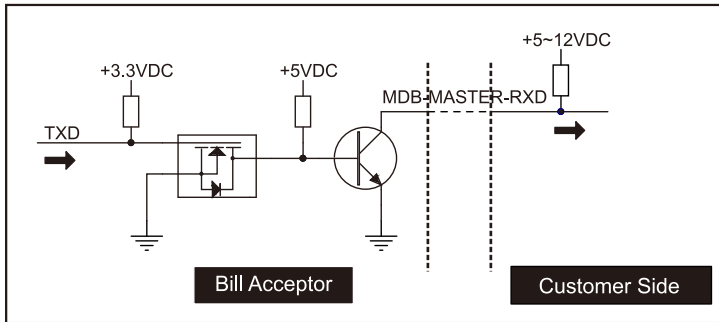 +5~12VDC
+3.3VDC
+5VDC
MDB-MASTER-RXD
TXD
Bill Acceptor
Customer Side